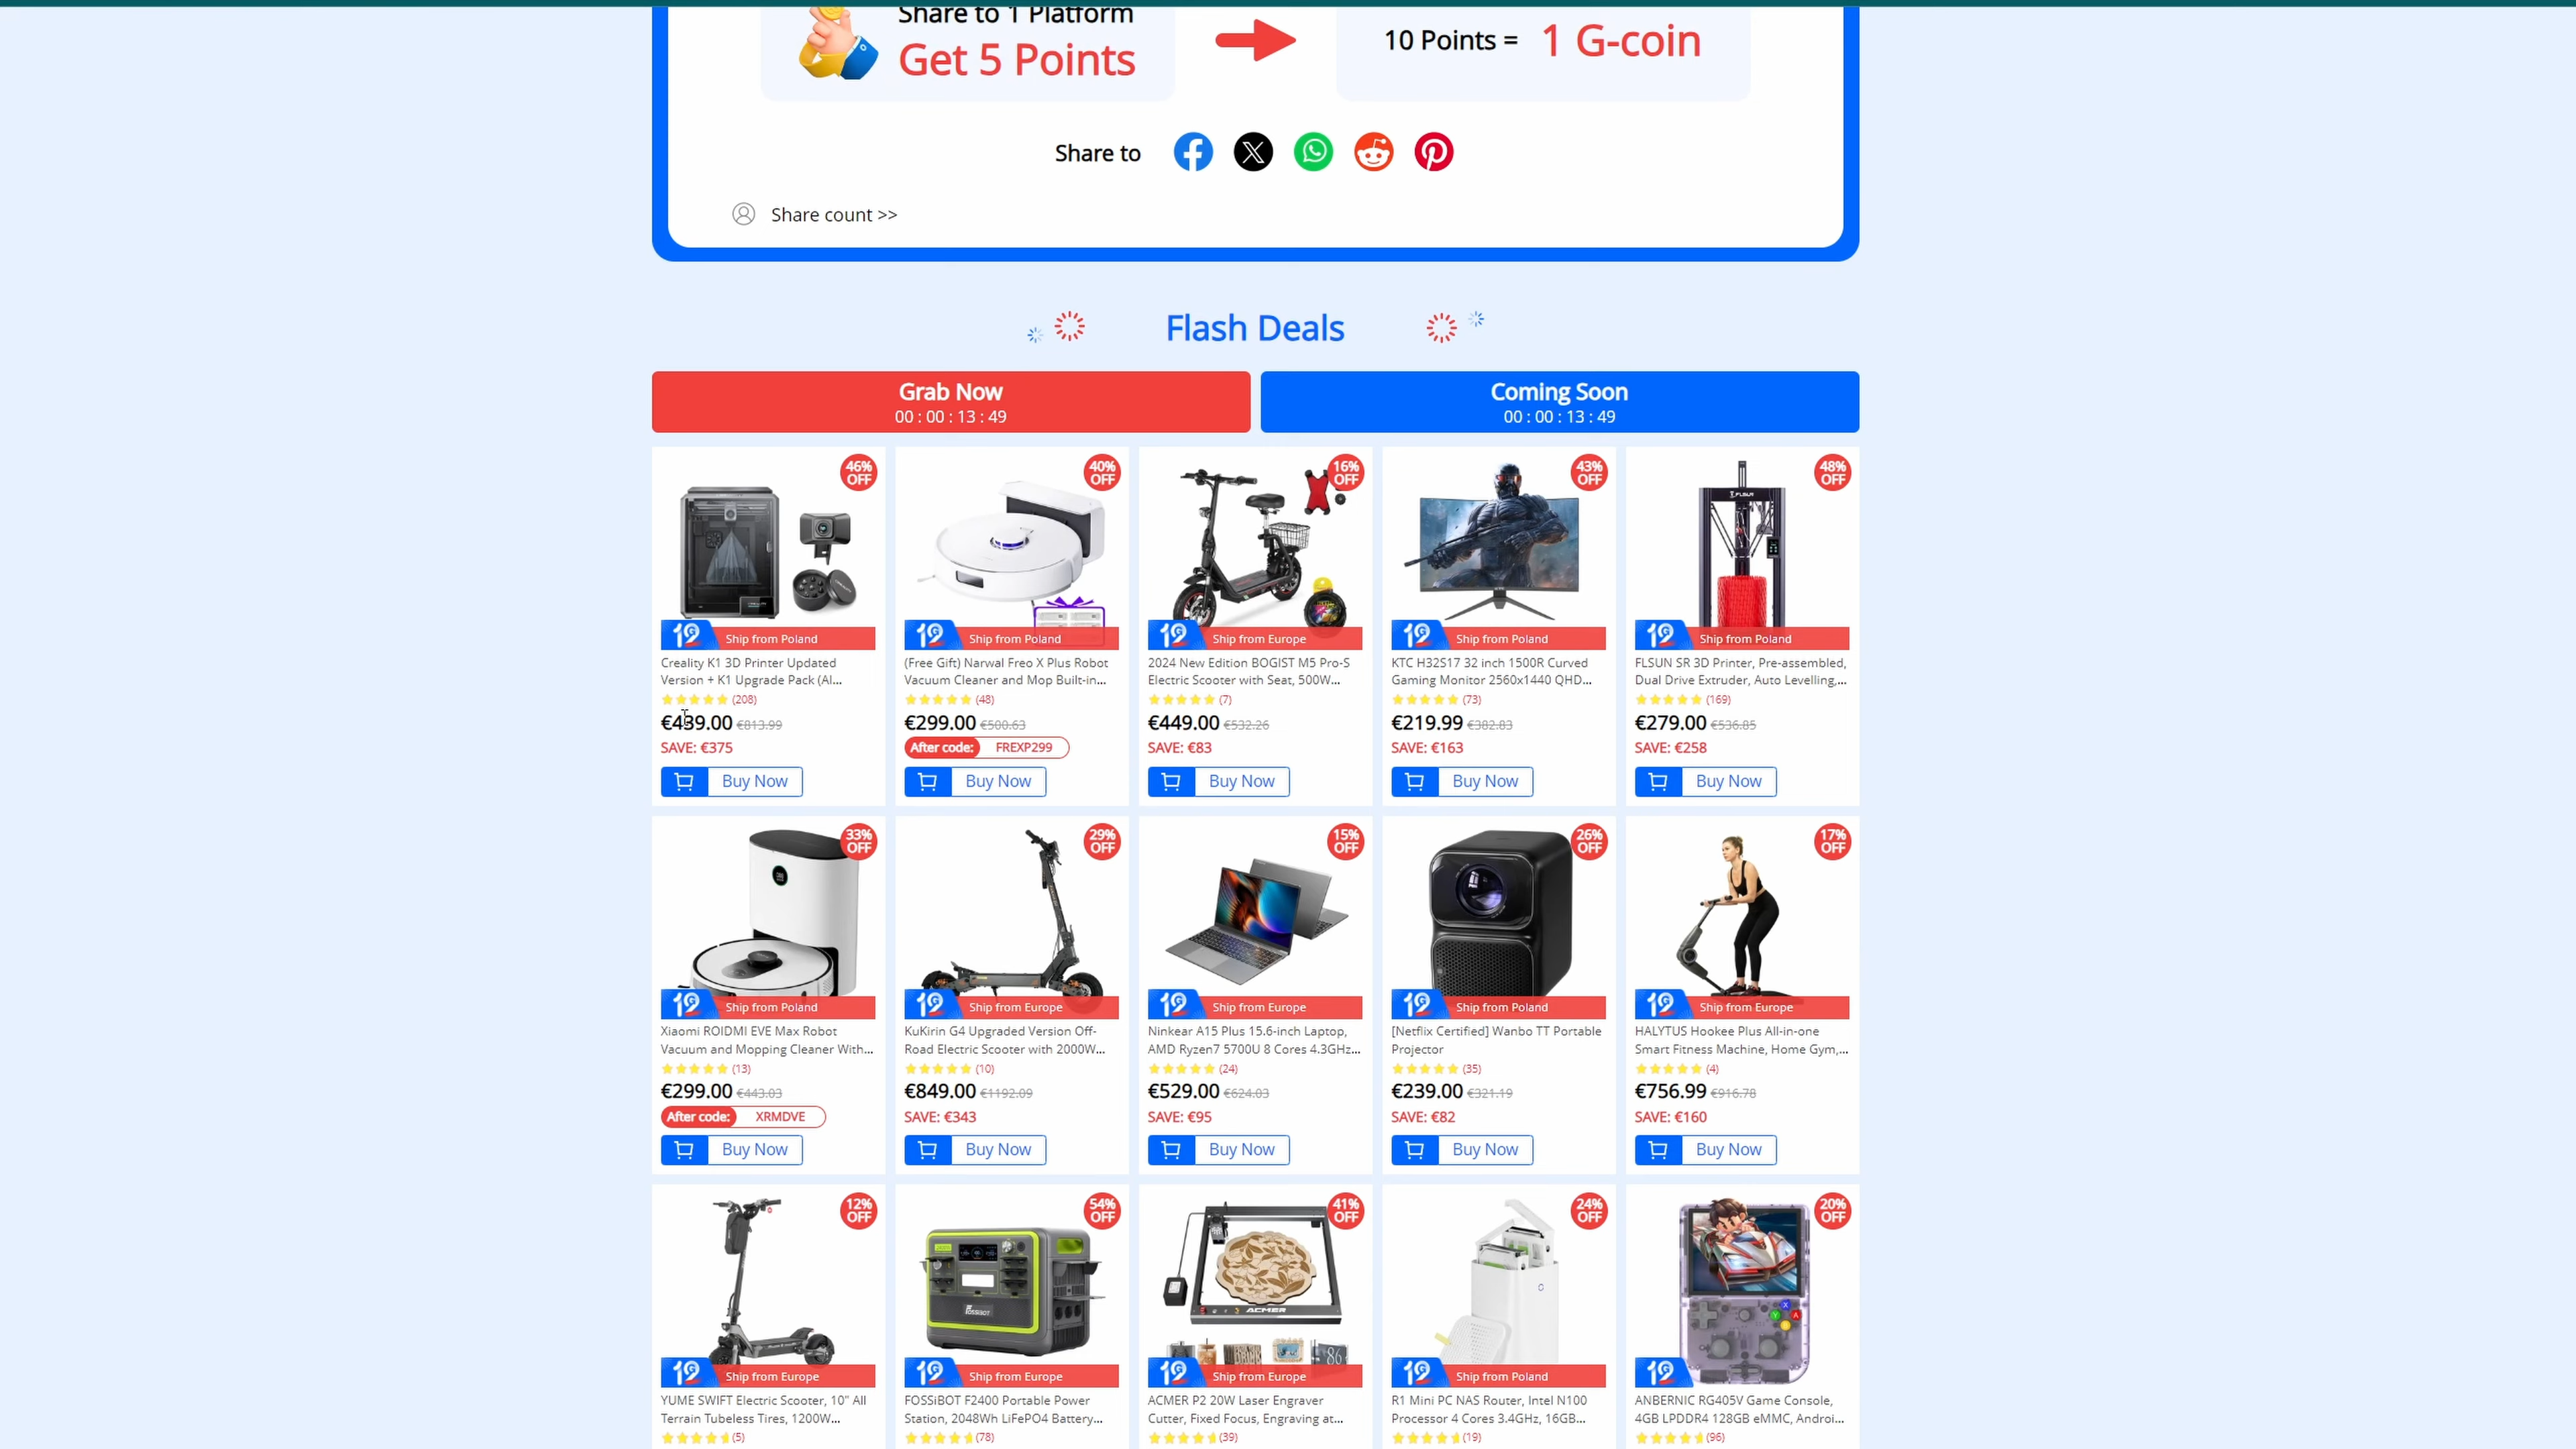 Share to 1 Platform
Get 5 Points
10 Points = 1 G-coin
Share to
Share count >>
Flash Deals
Grab Now
00 : 00 : 13 : 49
Coming Soon
00 : 00 : 13 : 49
46% OFF
Ship from Poland
Creality K1 3D Printer Updated
Version + K1 Upgrade Pack (AI...
(208)
€439.00 €813.99
SAVE: €375
Buy Now
40% OFF
Ship from Poland
(Free Gift) Narwal Freo X Plus Robot
Vacuum Cleaner and Mop Built-in...
(48)
€299.00 €500.63
After code: FREXP299
Buy Now
16% OFF
Ship from Europe
2024 New Edition BOGIST M5 Pro-S
Electric Scooter with Seat, 500W...
(7)
€449.00 €532.26
SAVE: €83
Buy Now
43% OFF
Ship from Poland
KTC H32S17 32 inch 1500R Curved
Gaming Monitor 2560x1440 QHD...
(73)
€219.99 €382.83
SAVE: €163
Buy Now
48% OFF
FLSUN
Ship from Poland
FLSUN SR 3D Printer, Pre-assembled,
Dual Drive Extruder, Auto Levelling,...
(169)
€279.00 €536.85
SAVE: €258
Buy Now
33% OFF
Ship from Poland
Xiaomi ROIDMI EVE Max Robot
Vacuum and Mopping Cleaner With...
(13)
€299.00 €443.03
After code: XRMDVE
Buy Now
29% OFF
Ship from Europe
KuKirin G4 Upgraded Version Off-
Road Electric Scooter with 2000W...
(10)
€849.00 €1192.09
SAVE: €343
Buy Now
15% OFF
Ship from Europe
Ninkear A15 Plus 15.6-inch Laptop,
AMD Ryzen7 5700U 8 Cores 4.3GHz...
(24)
€529.00 €624.03
SAVE: €95
Buy Now
26% OFF
Ship from Poland
[Netflix Certified] Wanbo TT Portable
Projector
(35)
€239.00 €321.19
SAVE: €82
Buy Now
17% OFF
Ship from Europe
HALYTUS Hookee Plus All-in-one
Smart Fitness Machine, Home Gym,...
(4)
€756.99 €916.78
SAVE: €160
Buy Now
12% OFF
Ship from Europe
YUME SWIFT Electric Scooter, 10" All
Terrain Tubeless Tires, 1200W...
(5)
54% OFF
FOSSiBOT
Ship from Europe
FOSSiBOT F2400 Portable Power
Station, 2048Wh LiFePO4 Battery...
(78)
41% OFF
ACMER
86
Ship from Europe
ACMER P2 20W Laser Engraver
Cutter, Fixed Focus, Engraving at...
(39)
24% OFF
Ship from Poland
R1 Mini PC NAS Router, Intel N100
Processor 4 Cores 3.4GHz, 16GB...
(19)
20% OFF
X
Y
A
B
ANBERNIC RG405V Game Console,
4GB LPDDR4 128GB eMMC, Androi...
(96)